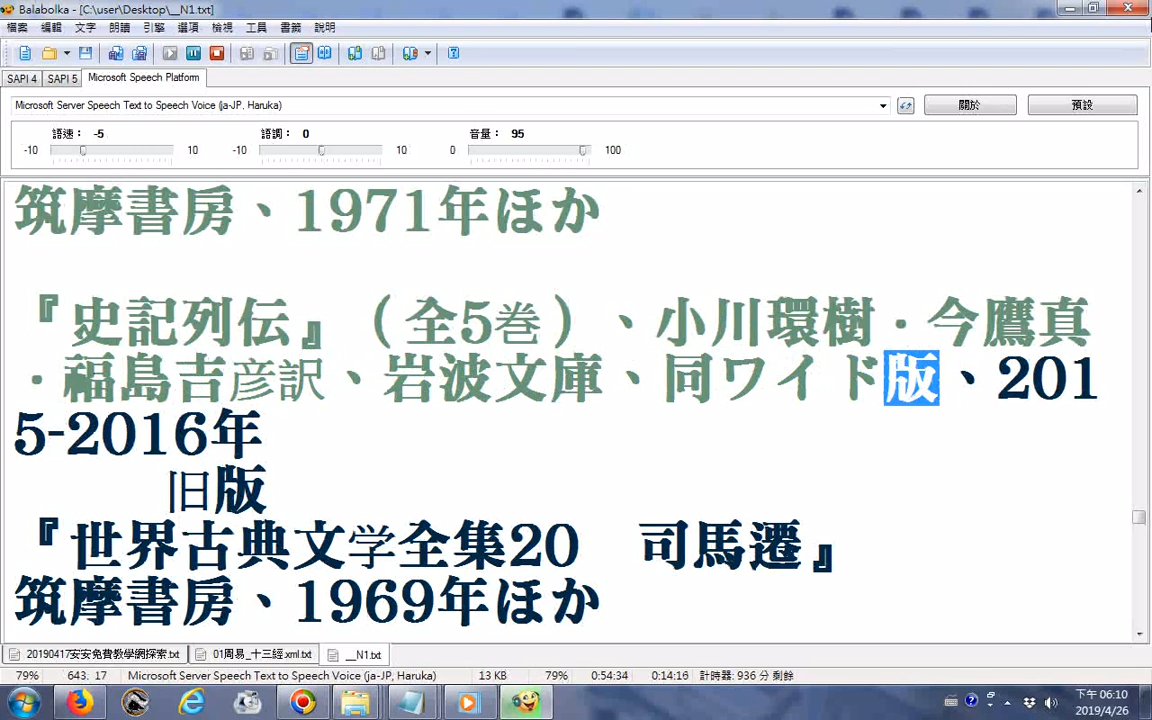 Balabolka - [C:\user\Desktop\__N1.txt]
檔案 編輯 文字 朗讀 引擎 選項 檢視 工具 書籤 說明
SAPI 4 SAPI 5 Microsoft Speech Platform
Microsoft Server Speech Text to Speech Voice (ja-JP, Haruka) 關於 預設
語速： -5 語調： 0 音量： 95
-10 10 -10 10 0 100
筑摩書房、1971年ほか
『史記列伝』（全5巻）、小川環樹・今鷹真
・福島吉彦訳、岩波文庫、同ワイド版、201
5-2016年
旧版
『世界古典文学全集20　司馬遷』
筑摩書房、1969年ほか
20190417安安免費教學網探索.txt 01周易_十三經.xml.txt __N1.txt
79% 643: 17 Microsoft Server Speech Text to Speech Voice (ja-JP, Haruka) 13 KB 79% 0:54:34 0:14:16 計時器: 936 分 剩餘
下午 06:10
2019/4/26